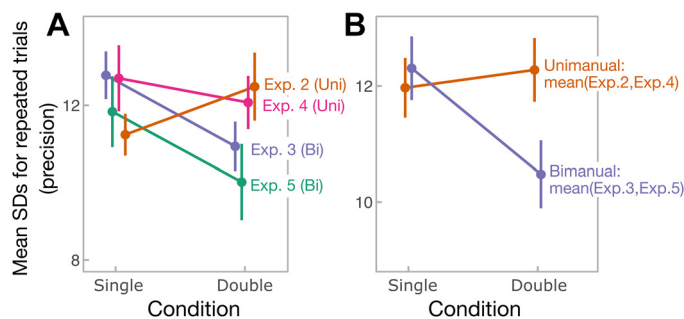 A
B
Mean SDs for repeated trials
(precision)
12
8
Exp. 2 (Uni)
Exp. 4 (Uni)
Exp. 3 (Bi)
Exp. 5 (Bi)
Single
Double
Condition
12
10
Unimanual:
mean(Exp.2,Exp.4)
Bimanual:
mean(Exp.3,Exp.5)
Single
Double
Condition